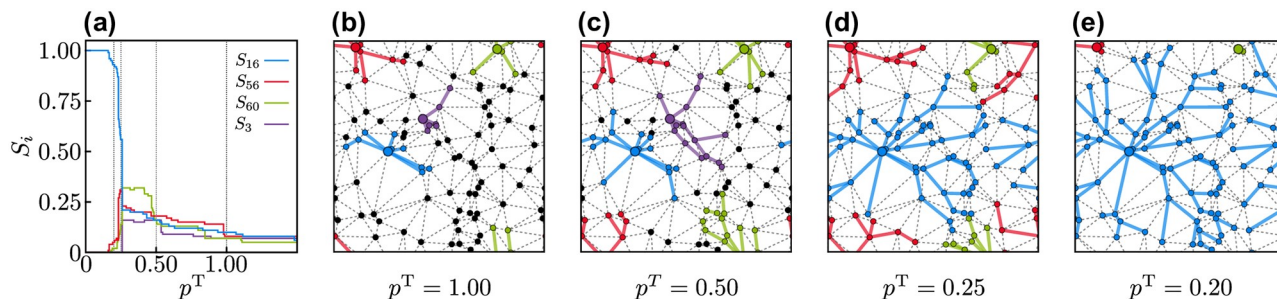 (a) (b) (c) (d) (e)
1.00
0.75
0.50
0.25
0
S_i
S_16
S_56
S_60
S_3
0 0.50 1.00
p^T
p^T = 1.00
p^T = 0.50
p^T = 0.25
p^T = 0.20